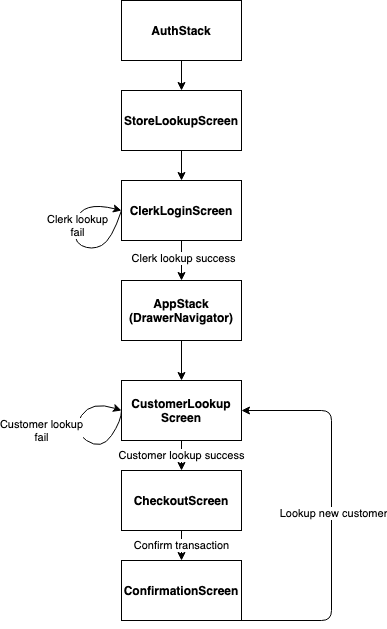 AuthStack
StoreLookupScreen
ClerkLoginScreen
Clerk lookup
fail
Clerk lookup success
AppStack
(DrawerNavigator)
CustomerLookup
Screen
Customer lookup
fail
Customer lookup success
CheckoutScreen
Lookup new customer
Confirm transaction
ConfirmationScreen